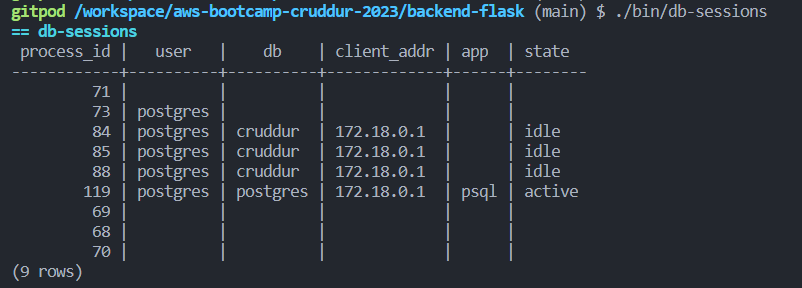 gitpod /workspace/aws-bootcamp-cruddur-2023/backend-flask (main) $ ./bin/db-sessions
== db-sessions
 process_id |   user   |    db    | client_addr | app  | state
------------+----------+----------+-------------+------+--------
         71 |          |          |             |      |
         73 | postgres |          |             |      |
         84 | postgres | cruddur  | 172.18.0.1  |      | idle
         85 | postgres | cruddur  | 172.18.0.1  |      | idle
         88 | postgres | cruddur  | 172.18.0.1  |      | idle
        119 | postgres | postgres | 172.18.0.1  | psql | active
         69 |          |          |             |      |
         68 |          |          |             |      |
         70 |          |          |             |      |
(9 rows)